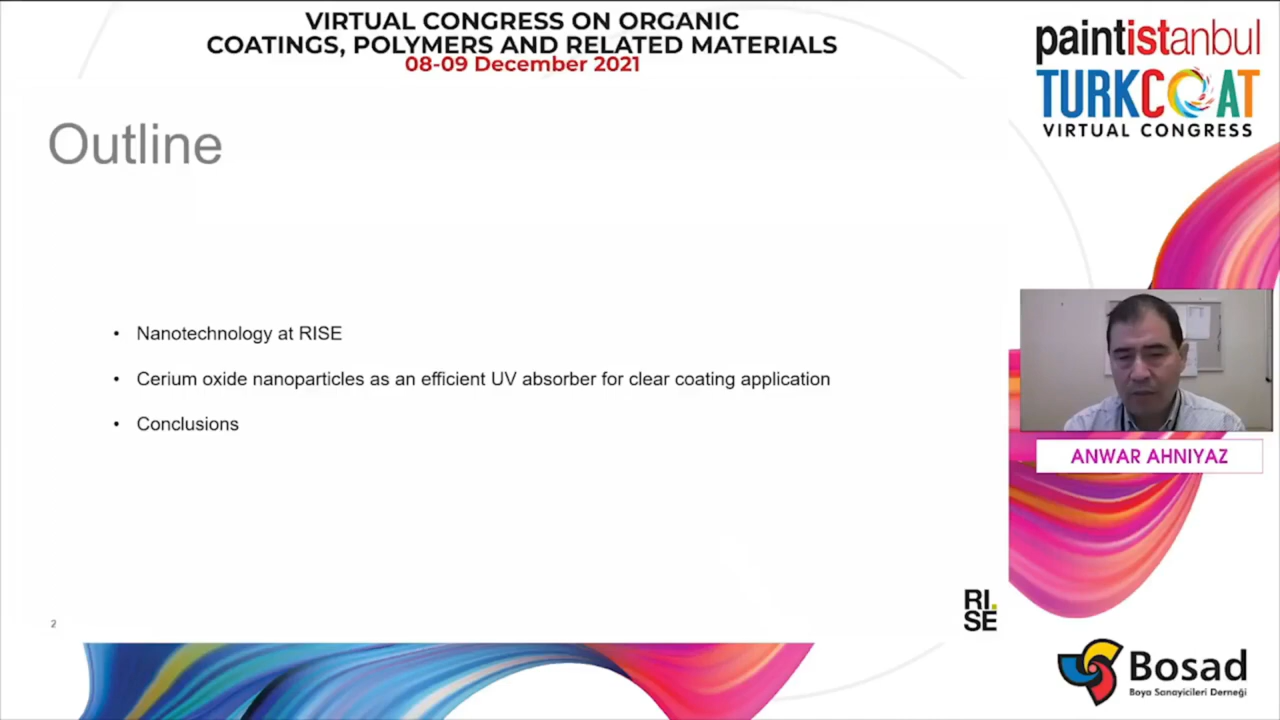 VIRTUAL CONGRESS ON ORGANIC
COATINGS, POLYMERS AND RELATED MATERIALS
08-09 December 2021
paintistanbul
TURKCOAT
VIRTUAL CONGRESS
Outline
• Nanotechnology at RISE
• Cerium oxide nanoparticles as an efficient UV absorber for clear coating application
• Conclusions
ANWAR AHNIYAZ
2
RI.
SE
Bosad
Boya Sanayicileri Derneği